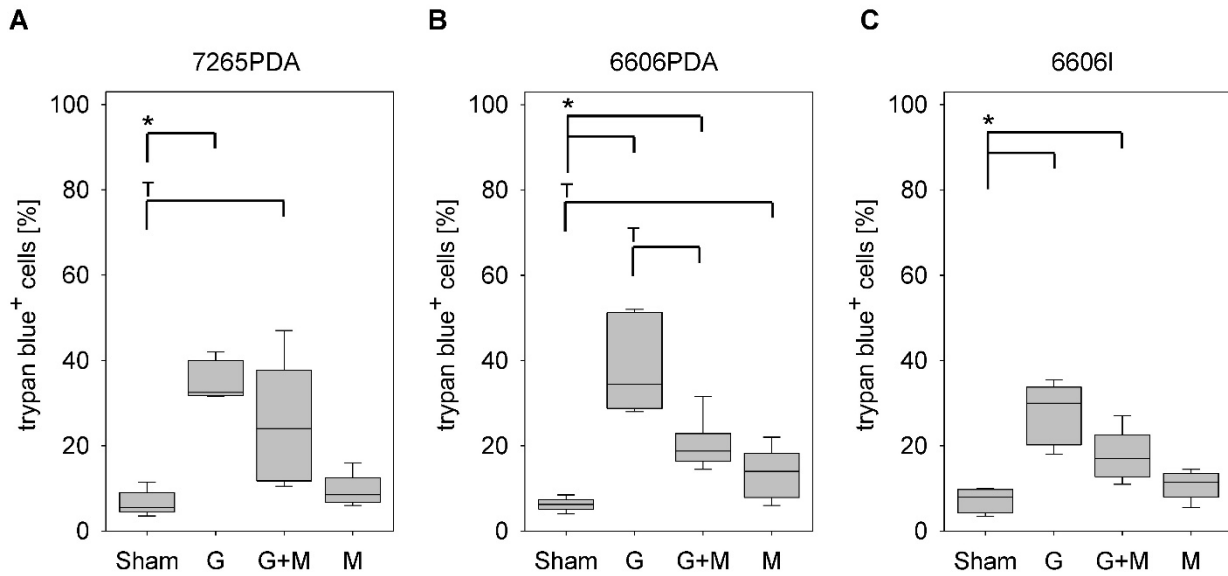 A
7265PDA
trypan blue⁺ cells [%]
100
80
60
40
20
0
*
T
Sham G G+M M
B
6606PDA
trypan blue⁺ cells [%]
100
80
60
40
20
0
*
T
T
Sham G G+M M
C
6606I
trypan blue⁺ cells [%]
100
80
60
40
20
0
*
Sham G G+M M